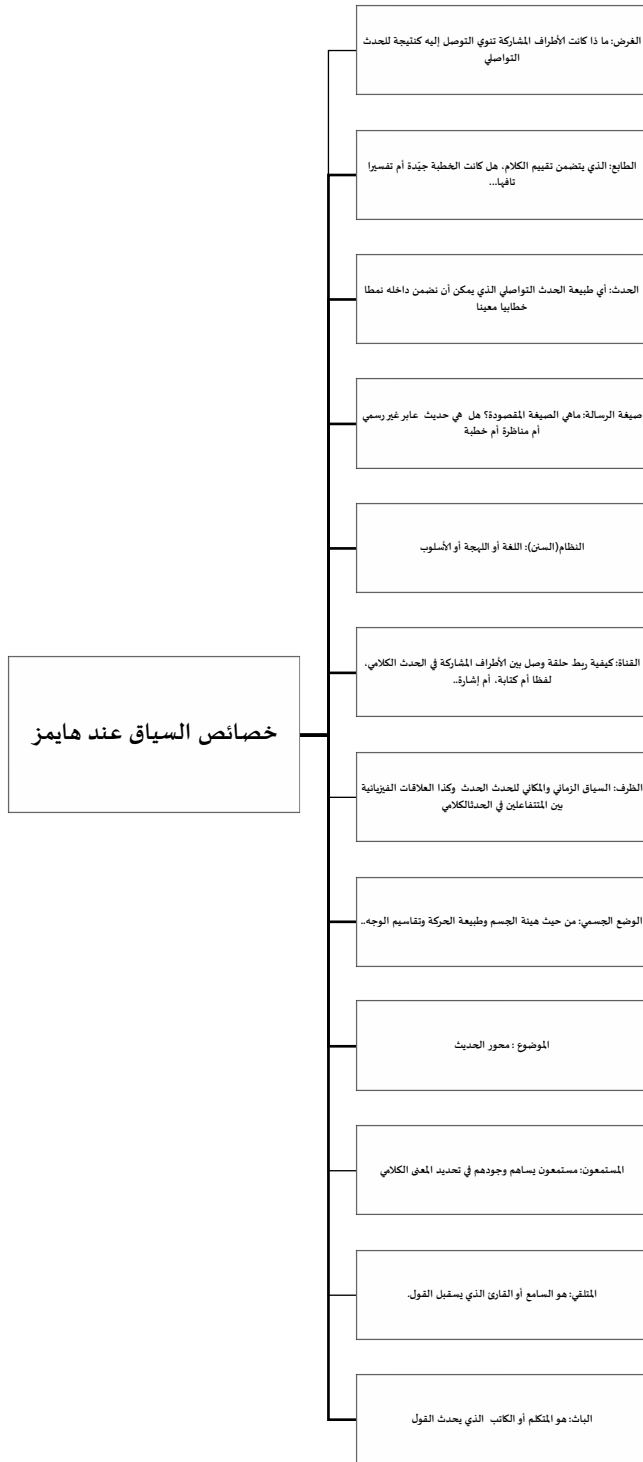 الغرض: ما ذا كانت الأطراف المشاركة تنوي التوصل إليه كنتيجة للحدث
التواصلي
الطابع: الذي يتضمن تقييم الكلام، هل كانت الخطبة جيّدة أم تفسيرا
تافها...
الحدث: أي طبيعة الحدث التواصلي الذي يمكن أن نضمن داخله نمطا
خطابيا معينا
صيغة الرسالة: ماهي الصيغة المقصودة؟ هل هي حديث عابر غير رسمي
أم مناظرة أم خطبة
النظام(السنن): اللغة أو اللهجة أو الأسلوب
القناة: كيفية ربط حلقة وصل بين الأطراف المشاركة في الحدث الكلامي،
لفظا أم كتابة، أم إشارة..
خصائص السياق عند هايمز
الظرف: السياق الزماني والمكاني للحدث الحدث وكذا العلاقات الفيزيائية
بين المتتفاعلين في الحدثالكلامي
الوضع الجسمي: من حيث هيئة الجسم وطبيعة الحركة وتقاسيم الوجه..
الموضوع : محور الحديث
المستمعون: مستمعون يساهم وجودهم في تحديد المعنى الكلامي
المتلقي: هو السامع أو القارئ الذي يسقبل القول.
الباث: هو المتكلم أو الكاتب الذي يحدث القول